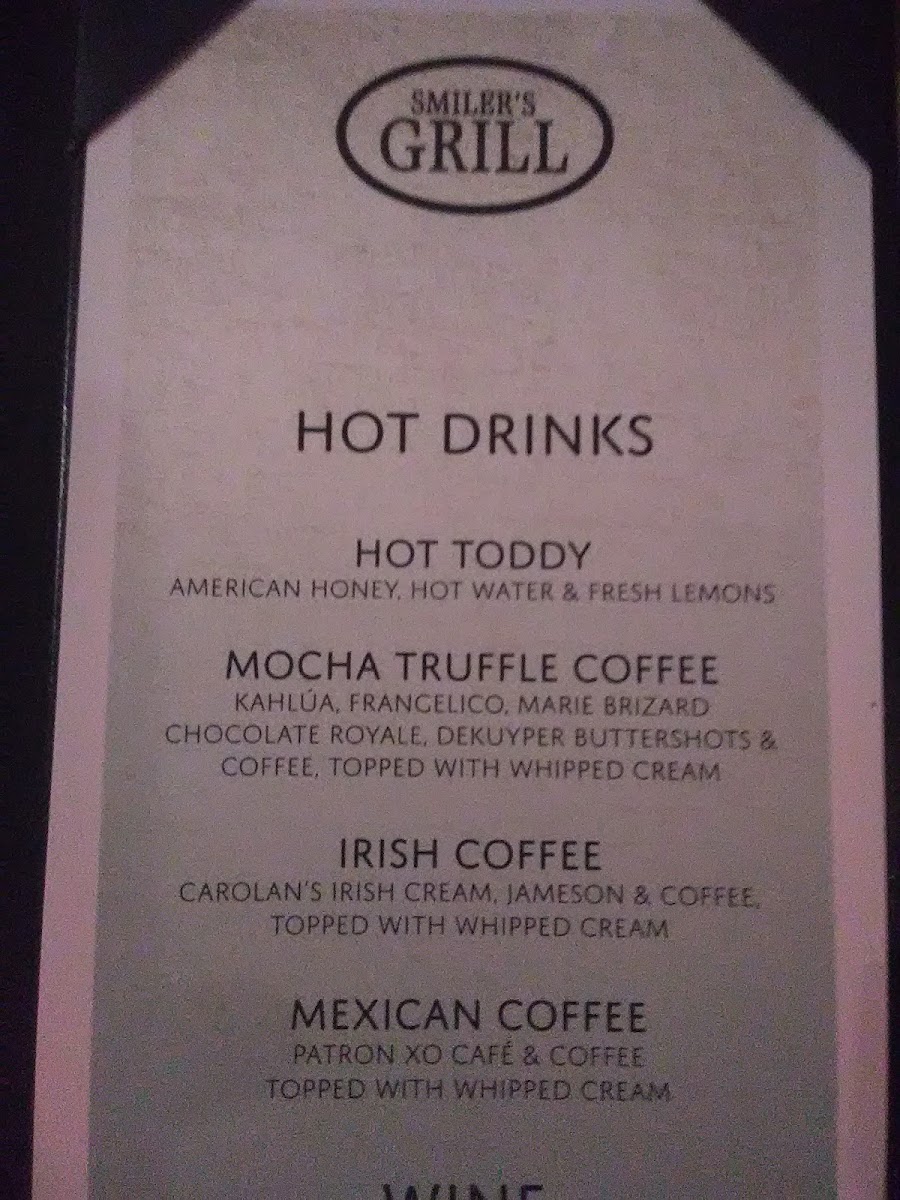 SMILER'S
GRILL
HOT DRINKS
HOT TODDY
AMERICAN HONEY, HOT WATER & FRESH LEMONS
MOCHA TRUFFLE COFFEE
KAHLÚA, FRANGELICO, MARIE BRIZARD
CHOCOLATE ROYALE, DEKUYPER BUTTERSHOTS &
COFFEE, TOPPED WITH WHIPPED CREAM
IRISH COFFEE
CAROLAN'S IRISH CREAM, JAMESON & COFFEE,
TOPPED WITH WHIPPED CREAM
MEXICAN COFFEE
PATRON XO CAFÉ & COFFEE
TOPPED WITH WHIPPED CREAM
WINE